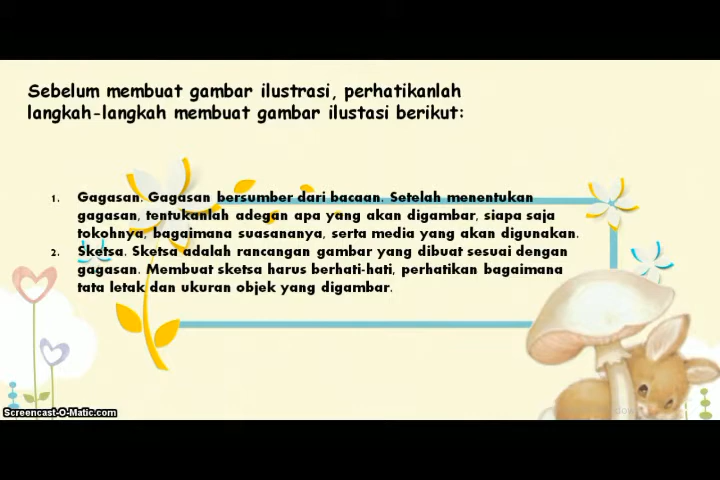 Sebelum membuat gambar ilustrasi, perhatikanlah
langkah-langkah membuat gambar ilustasi berikut:
1. Gagasan. Gagasan bersumber dari bacaan. Setelah menentukan
gagasan, tentukanlah adegan apa yang akan digambar, siapa saja
tokohnya, bagaimana suasananya, serta media yang akan digunakan.
2. Sketsa. Sketsa adalah rancangan gambar yang dibuat sesuai dengan
gagasan. Membuat sketsa harus berhati-hati, perhatikan bagaimana
tata letak dan ukuran objek yang digambar.
Screencast-O-Matic.com